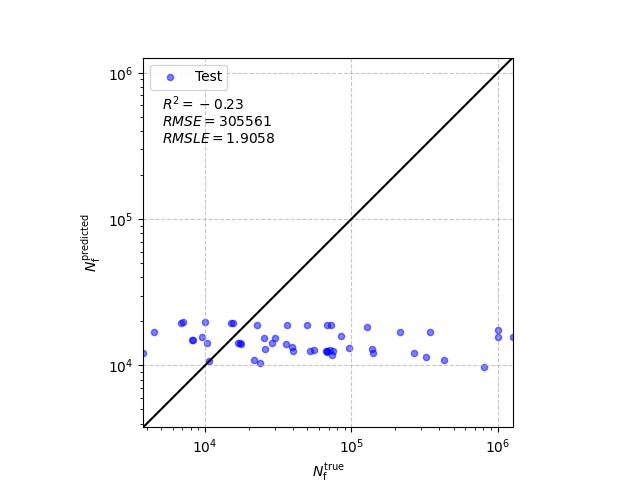 Test
R² = −0.23
RMSE = 305561
RMSLE = 1.9058
10⁶
10⁵
10⁴
N_f^predicted
10⁴ 10⁵ 10⁶
N_f^true